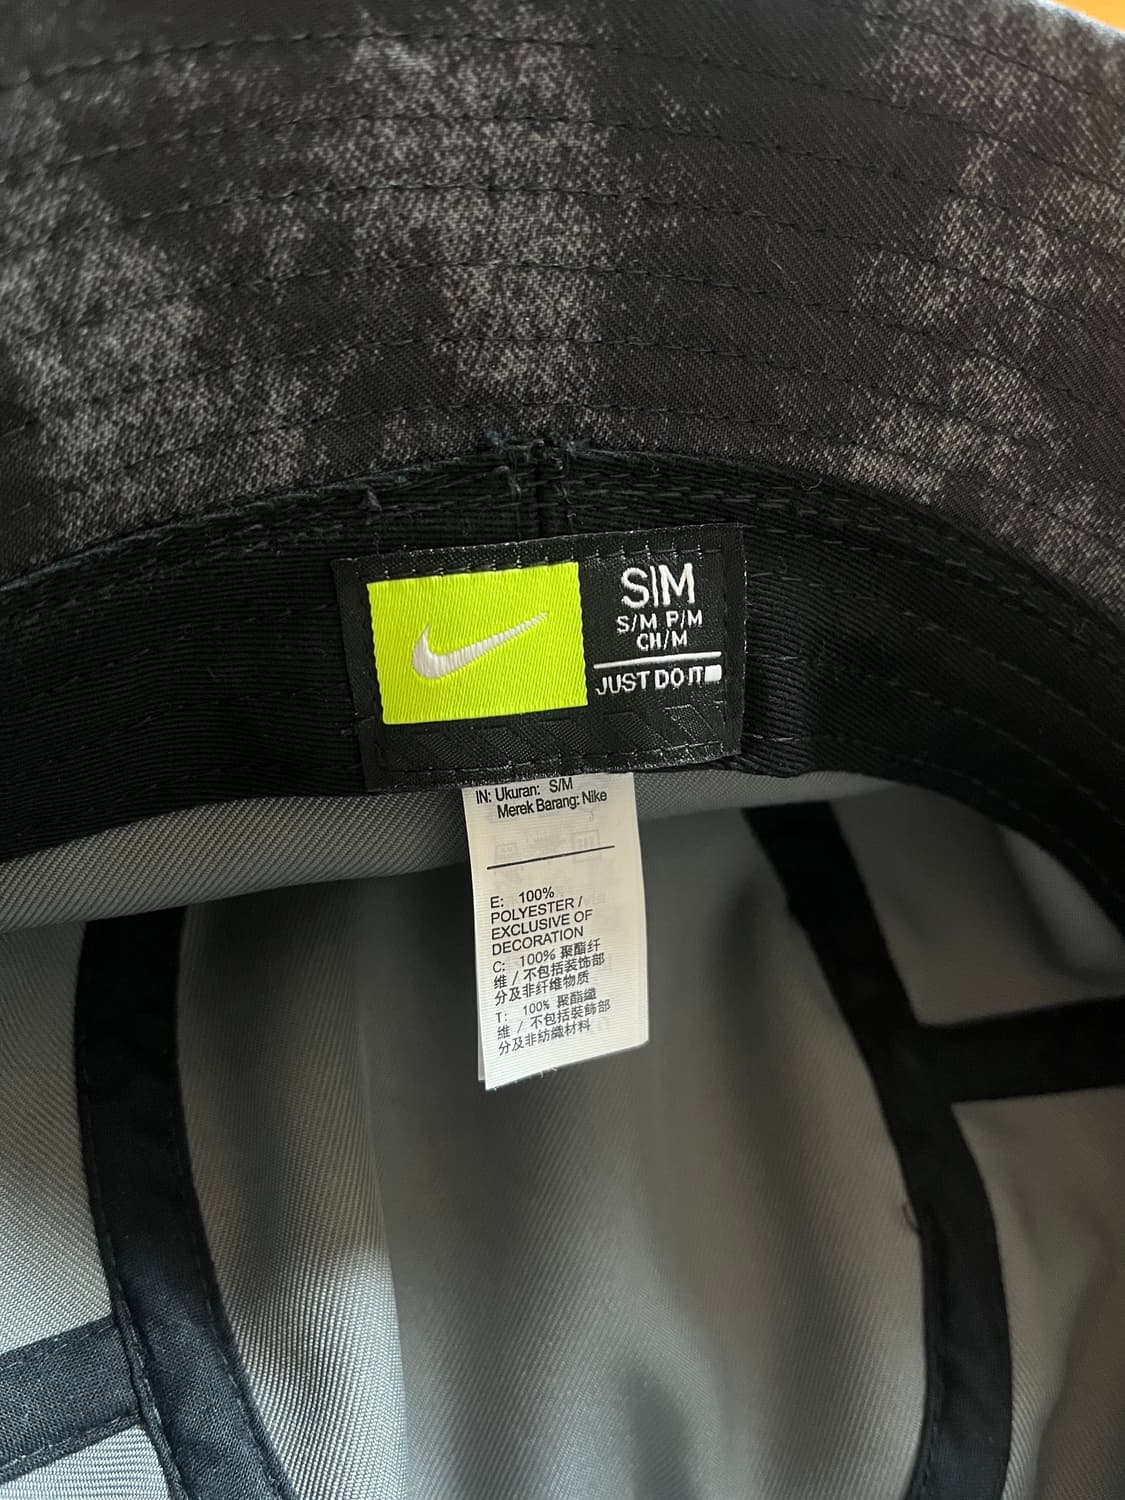 S|M
S/M P/M
CH/M
JUST DO IT
IN: Ukuran: S/M
Merek Barang: Nike
E: 100%
POLYESTER /
EXCLUSIVE OF
DECORATION
C: 100% 聚酯纤
维 / 不包括装饰部
分及非纤维物质
T: 100% 聚酯纖
維 / 不包括裝飾部
分及非紡織材料